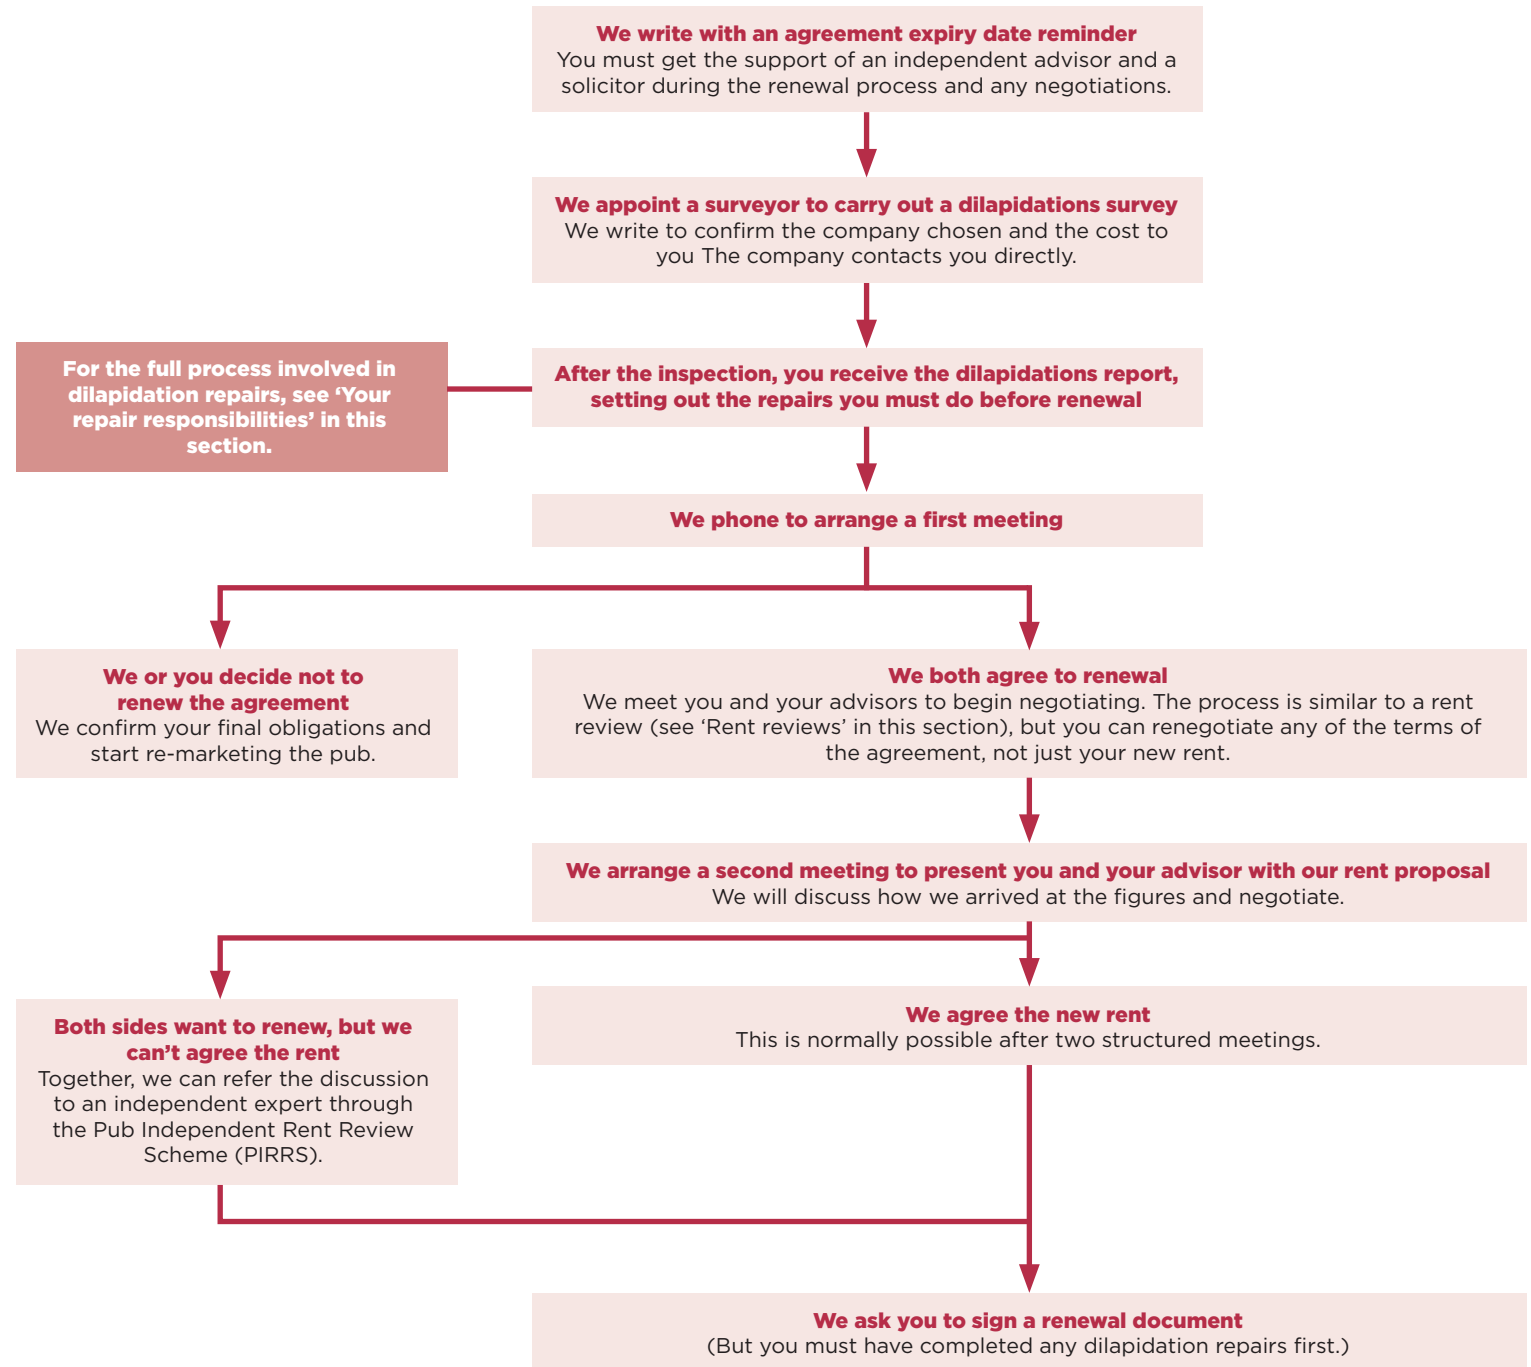 We write with an agreement expiry date reminder
You must get the support of an independent advisor and a
solicitor during the renewal process and any negotiations.
We appoint a surveyor to carry out a dilapidations survey
We write to confirm the company chosen and the cost to
you The company contacts you directly.
For the full process involved in
dilapidation repairs, see ‘Your
repair responsibilities’ in this
section.
After the inspection, you receive the dilapidations report,
setting out the repairs you must do before renewal
We phone to arrange a first meeting
We or you decide not to
renew the agreement
We confirm your final obligations and
start re-marketing the pub.
We both agree to renewal
We meet you and your advisors to begin negotiating. The process is similar to a rent
review (see ‘Rent reviews’ in this section), but you can renegotiate any of the terms of
the agreement, not just your new rent.
We arrange a second meeting to present you and your advisor with our rent proposal
We will discuss how we arrived at the figures and negotiate.
Both sides want to renew, but we
can’t agree the rent
Together, we can refer the discussion
to an independent expert through
the Pub Independent Rent Review
Scheme (PIRRS).
We agree the new rent
This is normally possible after two structured meetings.
We ask you to sign a renewal document
(But you must have completed any dilapidation repairs first.)